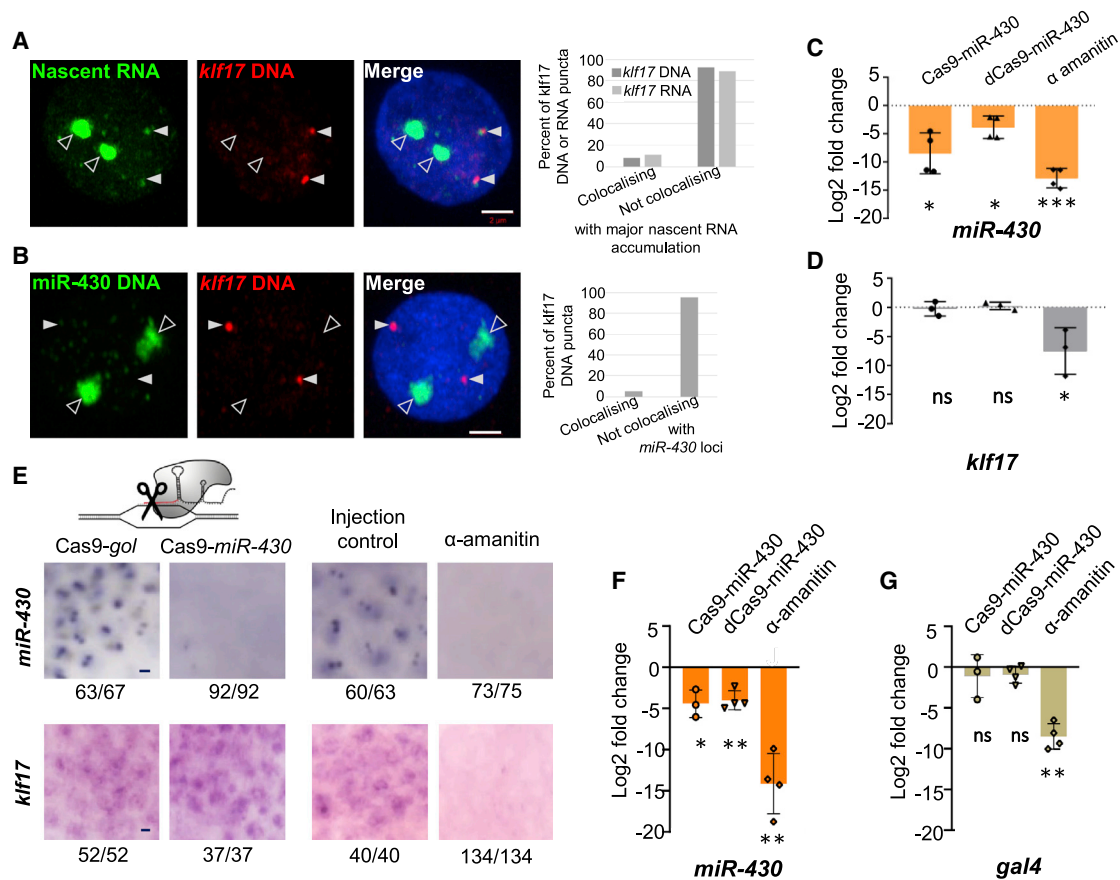 A
Nascent RNA
klf17 DNA
Merge
2 um
Percent of klf17
DNA or RNA puncta
100
80
60
40
20
0
klf17 DNA
klf17 RNA
Colocalising
Not colocalising
with major nascent RNA
accumulation
B
miR-430 DNA
klf17 DNA
Merge
Percent of klf17
DNA puncta
100
80
60
40
20
0
Colocalising
Not colocalising
with
miR-430 loci
C
Cas9-miR-430
dCas9-miR-430
α amanitin
Log2 fold change
5
0
-5
-10
-15
-20
*
*
***
miR-430
D
Log2 fold change
5
0
-5
-10
-15
-20
ns
ns
*
klf17
E
Cas9-gol
Cas9-miR-430
Injection
control
α-amanitin
miR-430
63/67
92/92
60/63
73/75
klf17
52/52
37/37
40/40
134/134
F
Cas9-miR-430
dCas9-miR-430
α-amanitin
Log2 fold change
5
0
-5
-10
-15
-20
*
**
**
miR-430
G
Cas9-miR-430
dCas9-miR-430
α-amanitin
Log2 fold change
5
0
-5
-10
-15
-20
ns
ns
**
gal4